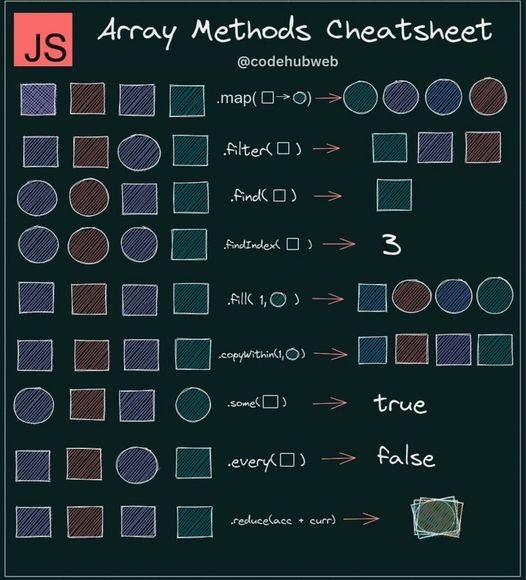 JS
Array Methods Cheatsheet
@codehubweb
.map( → ) →
.filter( ) →
.find( ) →
.findIndex( ) → 3
.fill( 1, ) →
.copyWithin(1, ) →
.some( ) → true
.every( ) → false
.reduce(acc + curr) →